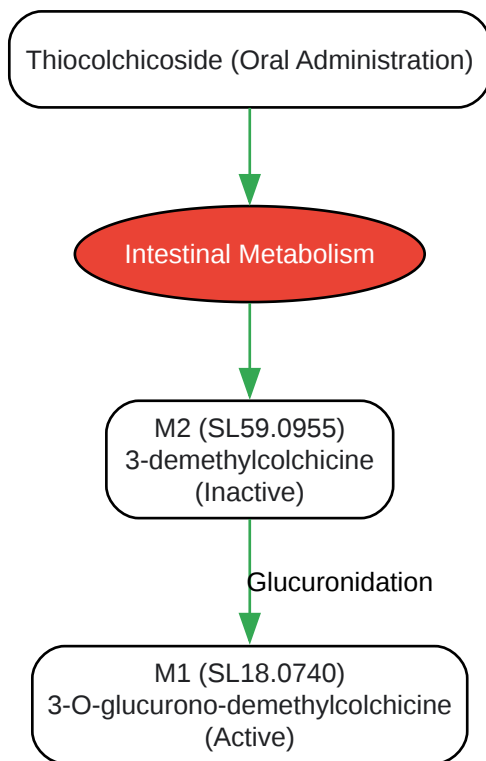 Thiocolchicoside (Oral Administration)
Intestinal Metabolism
M2 (SL59.0955)
3-demethylcolchicine
(Inactive)
Glucuronidation
M1 (SL18.0740)
3-O-glucurono-demethylcolchicine
(Active)